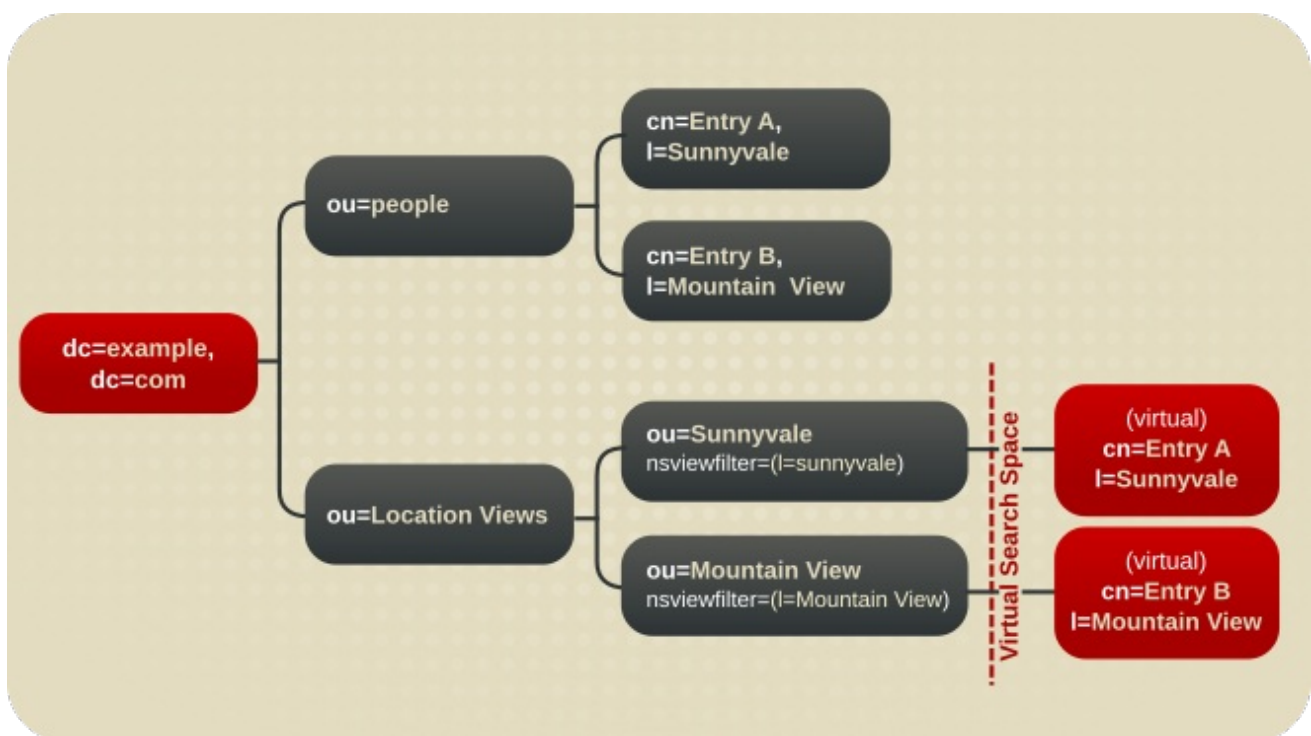 cn=Entry A,
l=Sunnyvale
ou=people
cn=Entry B,
l=Mountain  View
dc=example,
dc=com
ou=Sunnyvale
nsviewfilter=(l=sunnyvale)
ou=Location Views
ou=Mountain View
nsviewfilter=(l=Mountain View)
Virtual Search Space
(virtual)
cn=Entry A
l=Sunnyvale
(virtual)
cn=Entry B
l=Mountain View